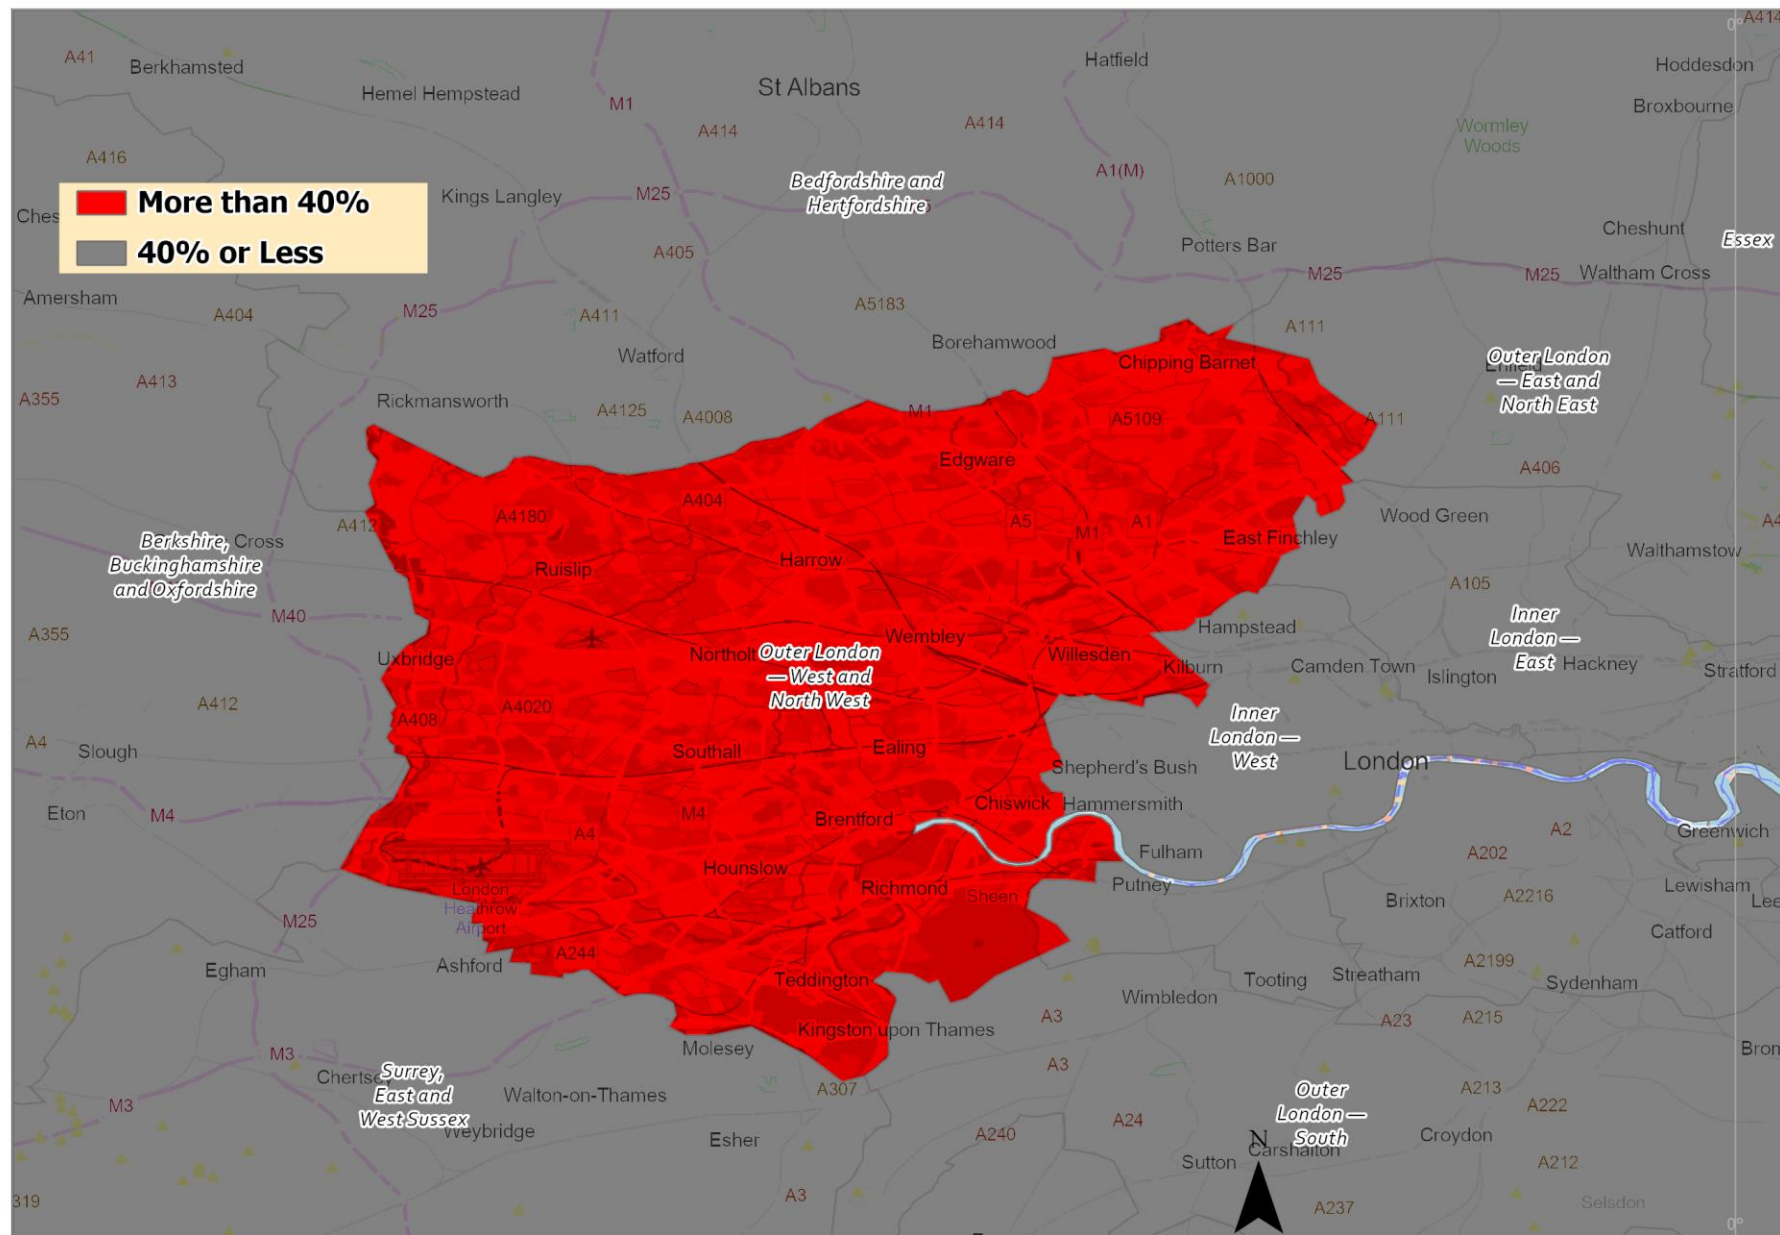 0°
A414
A41
Berkhamsted
Hemel Hempstead
M1
St Albans
Hatfield
Hoddesdon
Broxbourne
A414
A414
Wormley
Woods
A416
A1(M)
A1000
More than 40%
40% or Less
Kings Langley
M25
Bedfordshire and
Hertfordshire
Potters Bar
Cheshunt
Essex
A405
M25
M25
Waltham Cross
Amersham
A404
M25
A411
A5183
A111
Watford
Borehamwood
Chipping Barnet
Outer London
— East and
North East
Enfield
A355
A413
Rickmansworth
A4125
A4008
M1
A5109
A111
Edgware
A406
A4180
A404
A5
M1
A1
Wood Green
A412
East Finchley
Walthamstow
Berkshire,
Buckinghamshire
and Oxfordshire
Cross
Ruislip
Harrow
A105
M40
A355
Inner
London —
East
Hampstead
Wembley
Uxbridge
Northolt
Outer London
— West and
North West
Willesden
Kilburn
Camden Town
Islington
Hackney
Stratford
A412
A408
A4020
Inner
London —
West
A4
Slough
Southall
Ealing
Shepherd's Bush
London
Eton
M4
M4
Brentford
Chiswick
Hammersmith
A4
Greenwich
A2
Hounslow
Fulham
A202
London
Heathrow
Airport
Richmond
Sheen
Putney
Brixton
A2216
Lewisham
M25
Catford
Egham
Ashford
A244
A2199
Teddington
Wimbledon
Tooting
Streatham
Sydenham
Kingston upon Thames
A3
A23
A215
Molesey
M3
A3
Chertsey
Surrey,
East and
West Sussex
Walton-on-Thames
A307
Outer
London —
South
A213
M3
A222
Weybridge
Esher
A240
A24
N
Carshalton
Croydon
Sutton
A212
319
A3
A237
Selsdon
0°